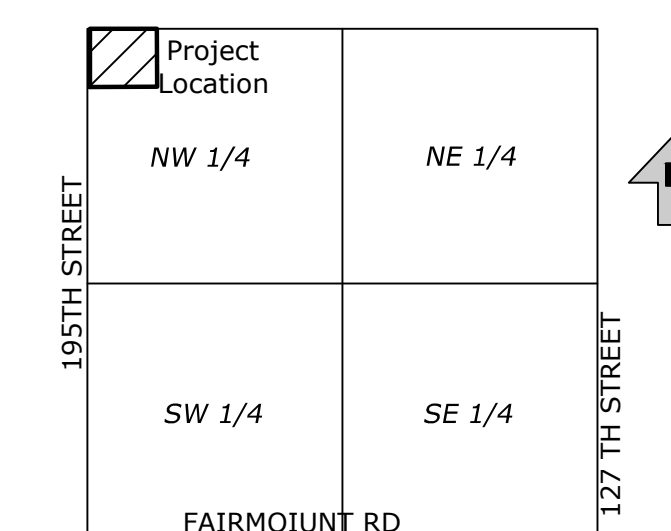 Project
Location
NW 1/4
NE 1/4
195TH STREET
SW 1/4
SE 1/4
127 TH STREET
FAIRMOIUNT RD